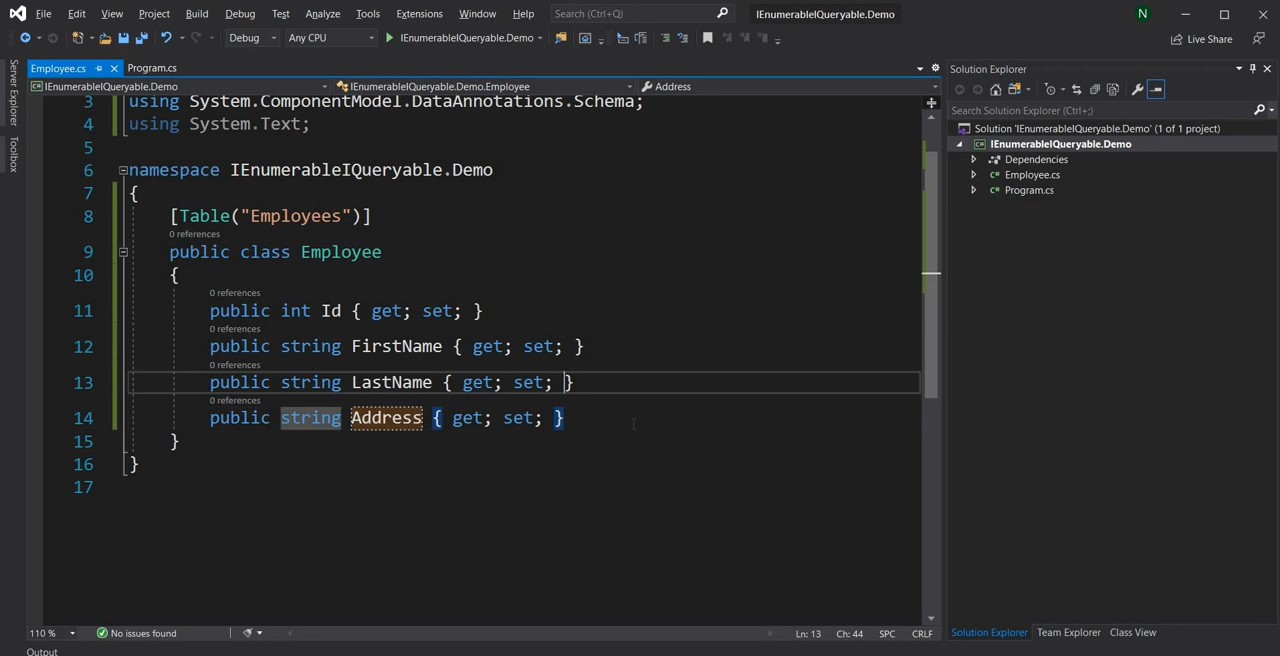 File Edit View Project Build Debug Test Analyze Tools Extensions Window Help Search (Ctrl+Q) IEnumerableIQueryable.Demo N
Debug Any CPU IEnumerableIQueryable.Demo Live Share
Server Explorer
Toolbox
Employee.cs Program.cs
IEnumerableIQueryable.Demo IEnumerableIQueryable.Demo.Employee Address
3 using System.ComponentModel.DataAnnotations.Schema;
4 using System.Text;
5
6 namespace IEnumerableIQueryable.Demo
7 {
8 [Table("Employees")]
0 references
9 public class Employee
10 {
0 references
11 public int Id { get; set; }
0 references
12 public string FirstName { get; set; }
0 references
13 public string LastName { get; set; }
0 references
14 public string Address { get; set; }
15 }
16 }
17
110 % No issues found Ln: 13 Ch: 44 SPC CRLF
Output
Solution Explorer
Search Solution Explorer (Ctrl+;)
Solution 'IEnumerableIQueryable.Demo' (1 of 1 project)
IEnumerableIQueryable.Demo
Dependencies
Employee.cs
Program.cs
Solution Explorer Team Explorer Class View